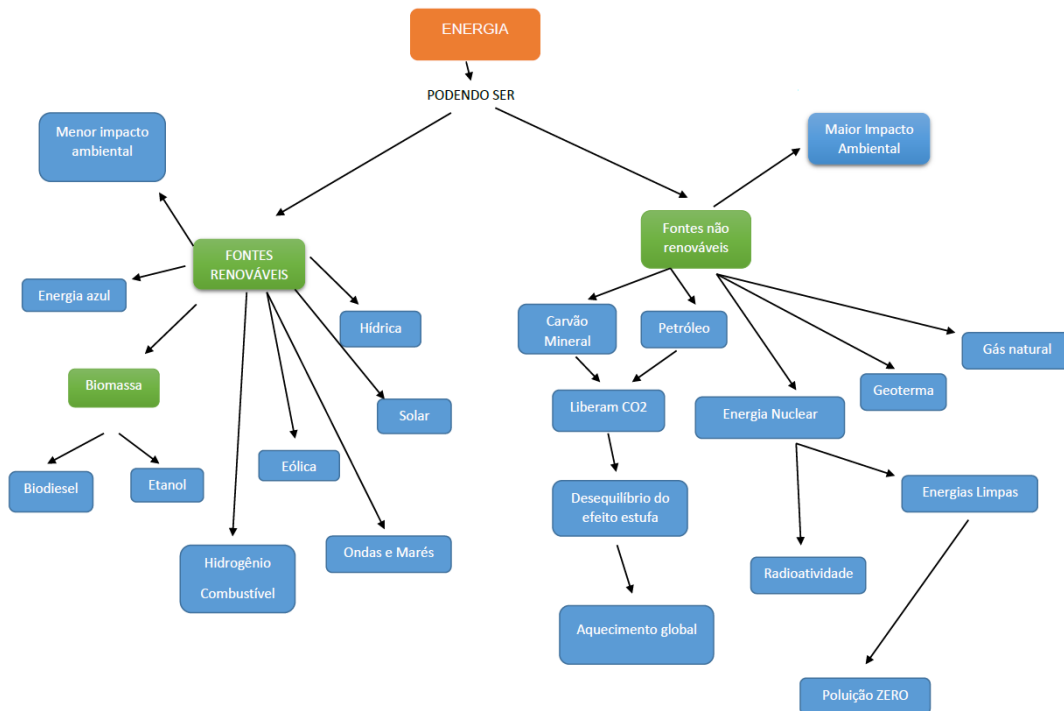 ENERGIA
PODENDO SER
Menor impacto
ambiental
Maior Impacto
Ambiental
Fontes não
renováveis
FONTES
RENOVÁVEIS
Energia azul
Hídrica
Carvão
Mineral
Petróleo
Gás natural
Biomassa
Solar
Liberam CO2
Energia Nuclear
Geoterma
Biodiesel
Etanol
Eólica
Desequilíbrio do
efeito estufa
Energias Limpas
Hidrogênio
Combustível
Ondas e Marés
Radioatividade
Aquecimento global
Poluição ZERO